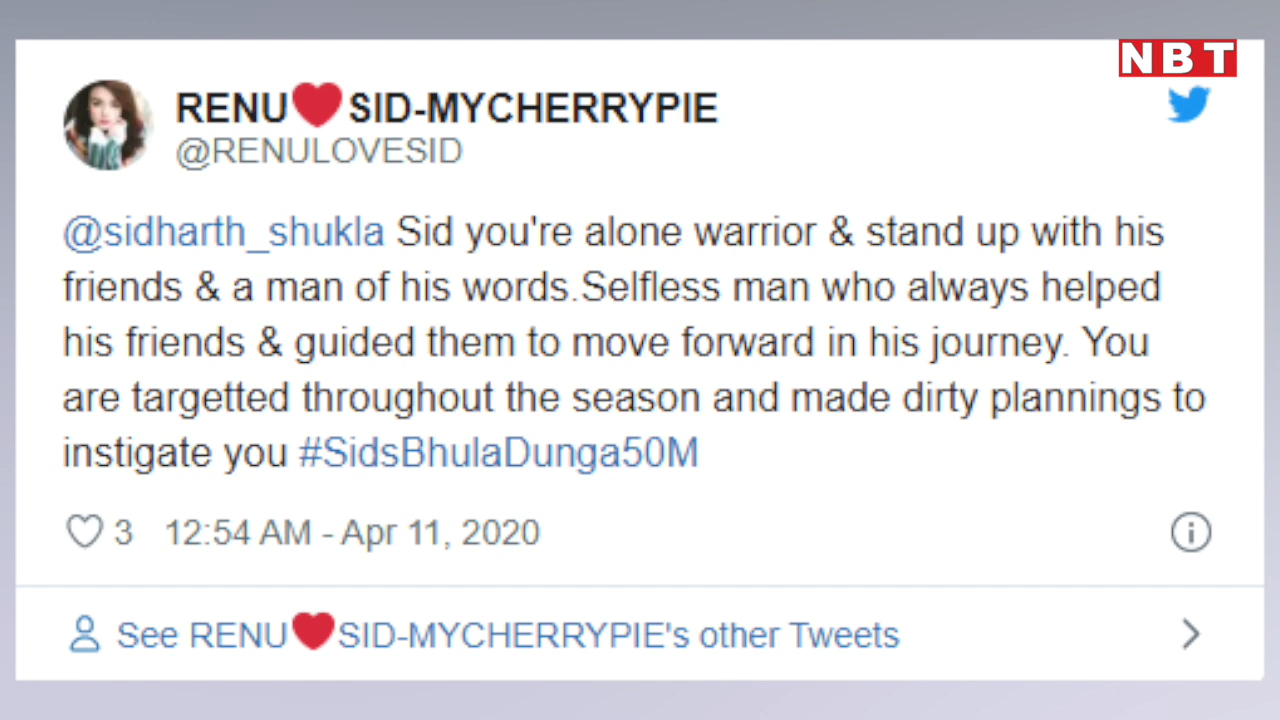 NBT
RENU❤SID-MYCHERRYPIE
@RENULOVESID
@sidharth_shukla Sid you're alone warrior & stand up with his
friends & a man of his words.Selfless man who always helped
his friends & guided them to move forward in his journey. You
are targetted throughout the season and made dirty plannings to
instigate you #SidsBhulaDunga50M
3 12:54 AM - Apr 11, 2020
See RENU❤SID-MYCHERRYPIE's other Tweets